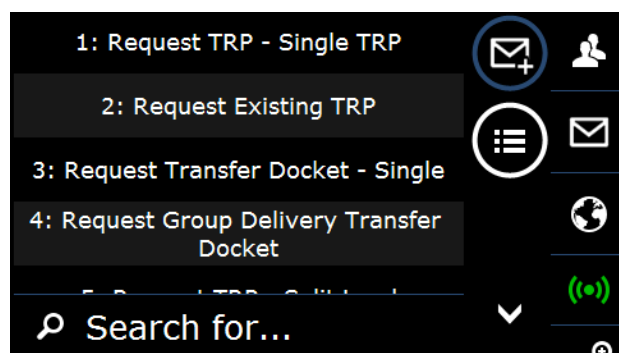 1: Request TRP - Single TRP
2: Request Existing TRP
3: Request Transfer Docket - Single
4: Request Group Delivery Transfer
Docket
Search for...